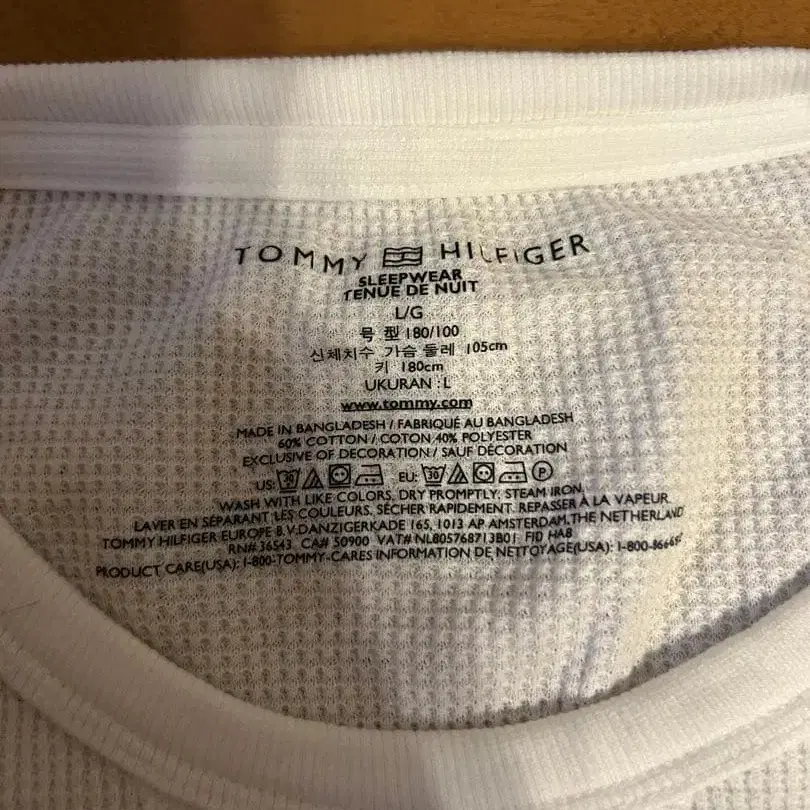 TOMMY HILFIGER
SLEEPWEAR
TENUE DE NUIT
L/G
号 型 180/100
신체치수 가슴 둘레 105cm
키 180cm
UKURAN : L
www.tommy.com
MADE IN BANGLADESH / FABRIQUÉ AU BANGLADESH
60% COTTON / COTON 40% POLYESTER
EXCLUSIVE OF DECORATION / SAUF DÉCORATION
US: 30 EU: 30 P
WASH WITH LIKE COLORS, DRY PROMPTLY. STEAM IRON.
LAVER EN SÉPARANT LES COULEURS. SÉCHER RAPIDEMENT. REPASSER À LA VAPEUR
TOMMY HILFIGER EUROPE B.V. DANZIGERKADE 165, 1013 AP AMSTERDAM, THE NETHERLAND
RN# 36543 CA# 50900 VAT# NL805768713B01 FID HA8
PRODUCT CARE(USA): 1-800-TOMMY-CARES INFORMATION DE NETTOYAGE(USA):